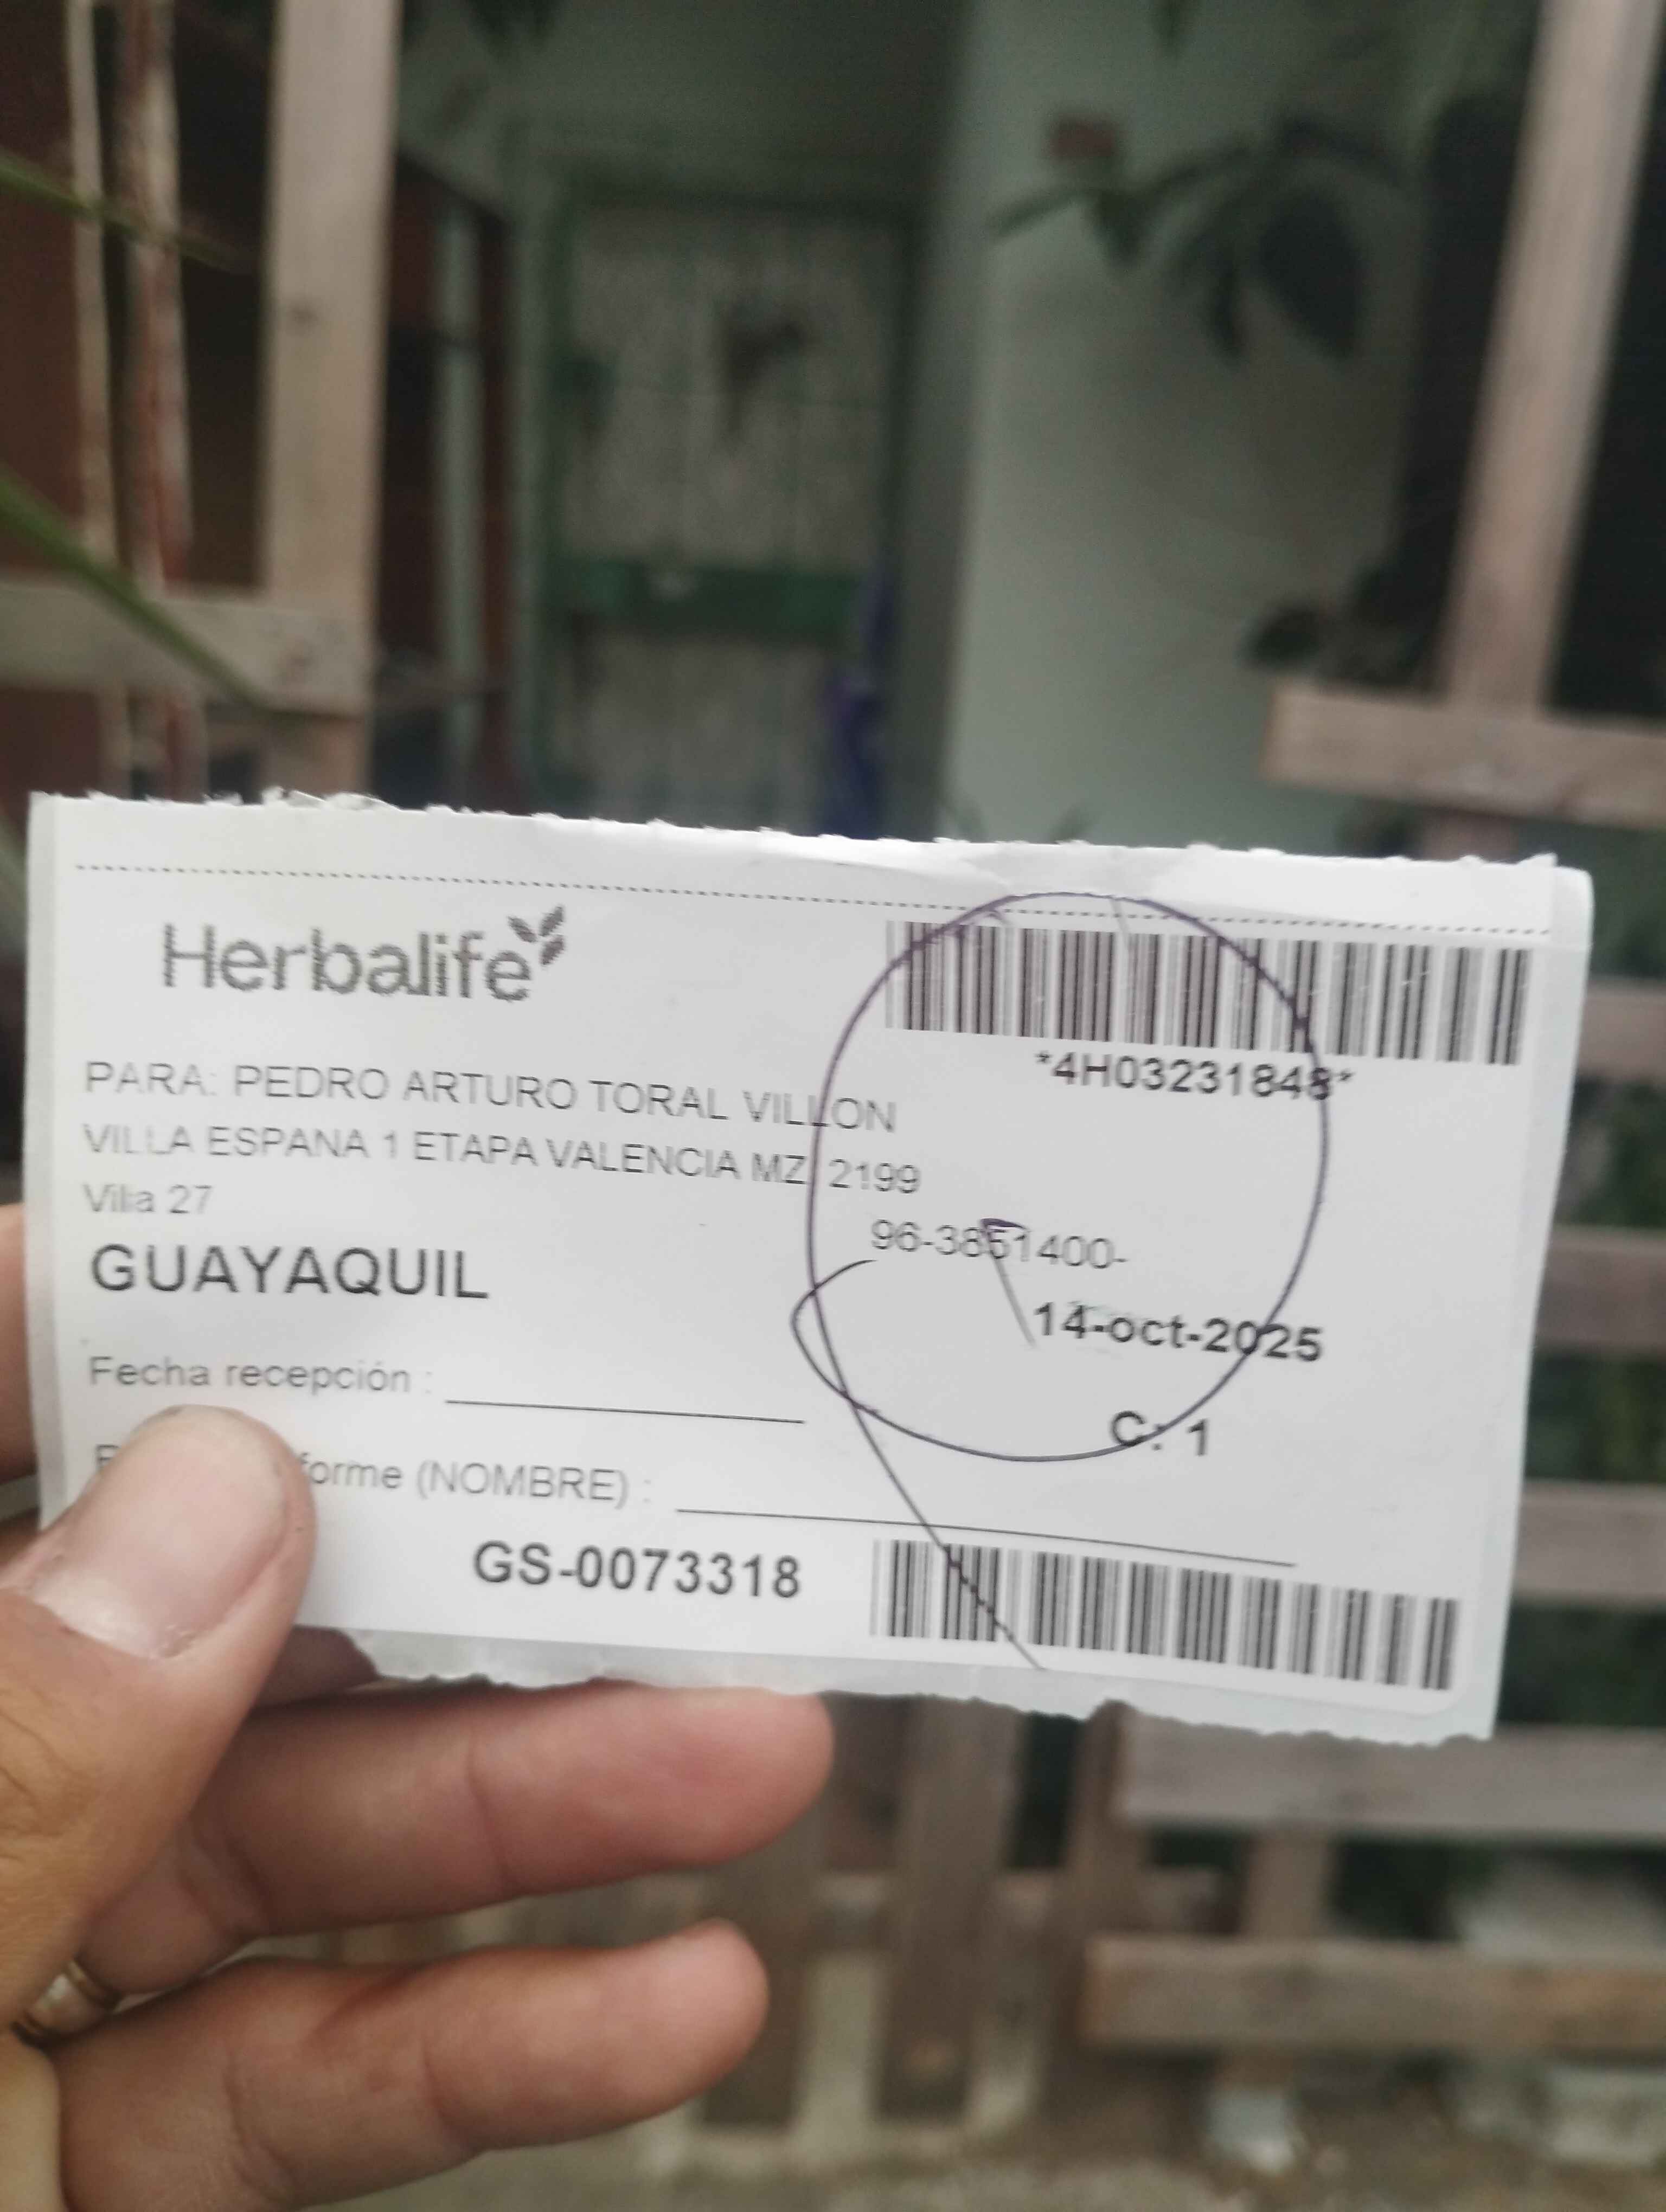 Herbalife
*4H03231848*
PARA: PEDRO ARTURO TORAL VILLON
VILLA ESPANA 1 ETAPA VALENCIA MZ 2199
Villa 27
96-3851400-
GUAYAQUIL
14-oct-2025
Fecha recepción :
C: 1
forme (NOMBRE) :
GS-0073318